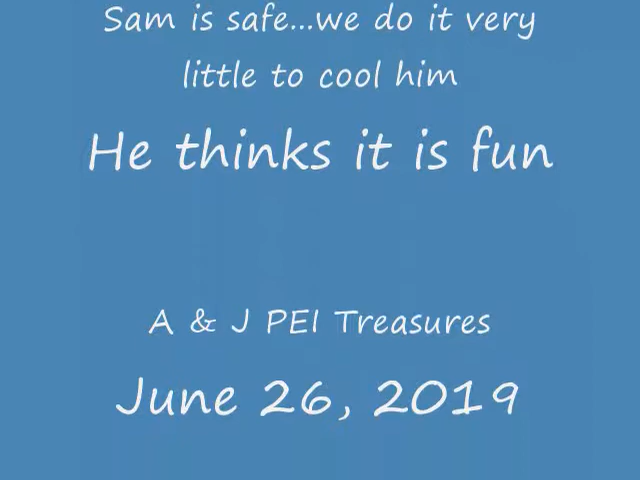 Sam is safe...we do it very
little to cool him
He thinks it is fun
A & J PEI Treasures
June 26, 2019